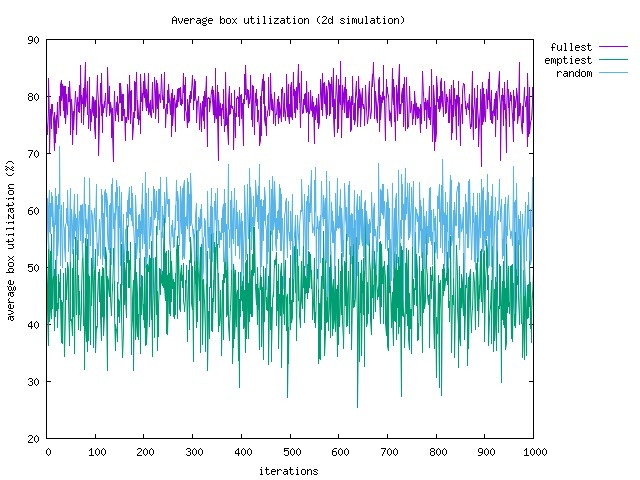 Average box utilization (2d simulation)
fullest
emptiest
random
average box utilization (%)
90
80
70
60
50
40
30
20
0 100 200 300 400 500 600 700 800 900 1000
iterations